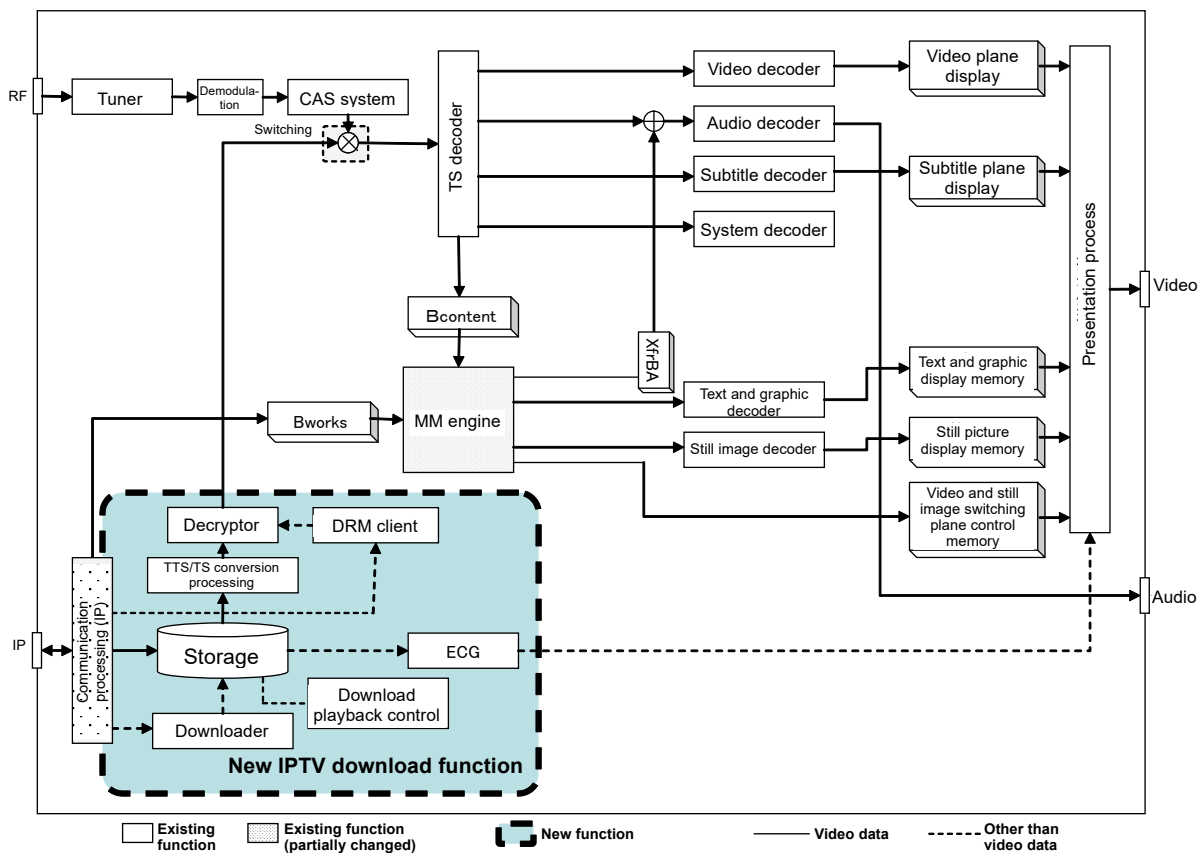 RF
Tuner
Demodula-
tion
CAS system
Switching
TS decoder
Video decoder
Audio decoder
Subtitle decoder
System decoder
Video plane
display
Subtitle plane
display
Presentation process
Video
Bcontent
XfrBA
MM engine
Bworks
Text and graphic
decoder
Still image decoder
Text and graphic
display memory
Still picture
display memory
Video and still
image switching
plane control
memory
Audio
IP
Communication
processing (IP)
Decryptor
DRM client
TTS/TS conversion
processing
Storage
ECG
Download
playback control
Downloader
New IPTV download function
Existing
function
Existing function
(partially changed)
New function
Video data
Other than
video data